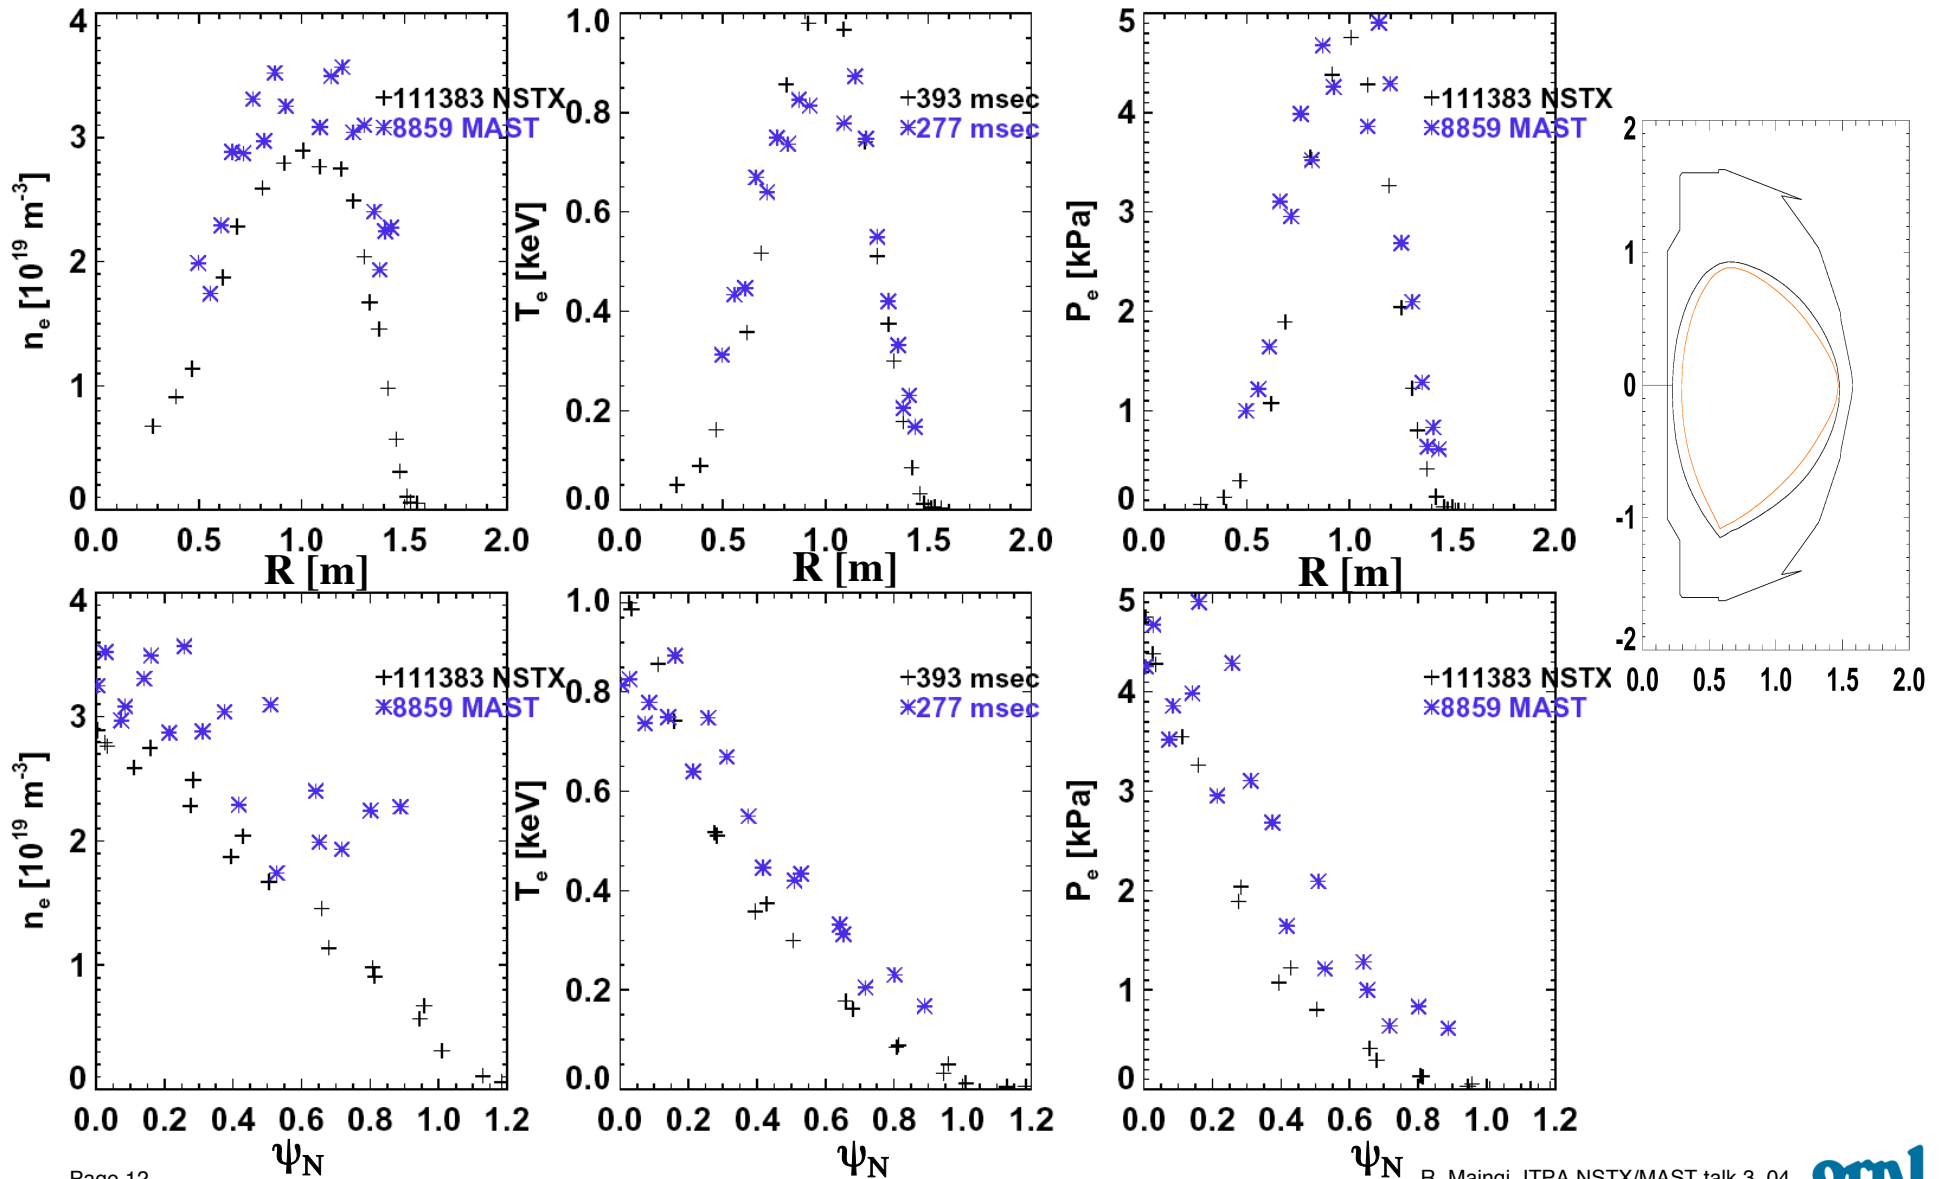 4
3
2
1
0
n_e [10^19 m^-3]
0.0 0.5 1.0 1.5 2.0
R [m]
+111383 NSTX
8859 MAST
1.0
0.8
0.6
0.4
0.2
0.0
T_e [keV]
0.0 0.5 1.0 1.5 2.0
R [m]
+393 msec
277 msec
5
4
3
2
1
0
P_e [kPa]
0.0 0.5 1.0 1.5 2.0
R [m]
+111383 NSTX
8859 MAST
2
1
0
-1
-2
0.0 0.5 1.0 1.5 2.0
4
3
2
1
0
n_e [10^19 m^-3]
0.0 0.2 0.4 0.6 0.8 1.0 1.2
ψ_N
+111383 NSTX
8859 MAST
1.0
0.8
0.6
0.4
0.2
0.0
T_e [keV]
0.0 0.2 0.4 0.6 0.8 1.0 1.2
ψ_N
+393 msec
277 msec
5
4
3
2
1
0
P_e [kPa]
0.0 0.2 0.4 0.6 0.8 1.0 1.2
ψ_N
+111383 NSTX
8859 MAST
Page 12
R. Maingi, ITPA NSTX/MAST talk 3_04
ornl